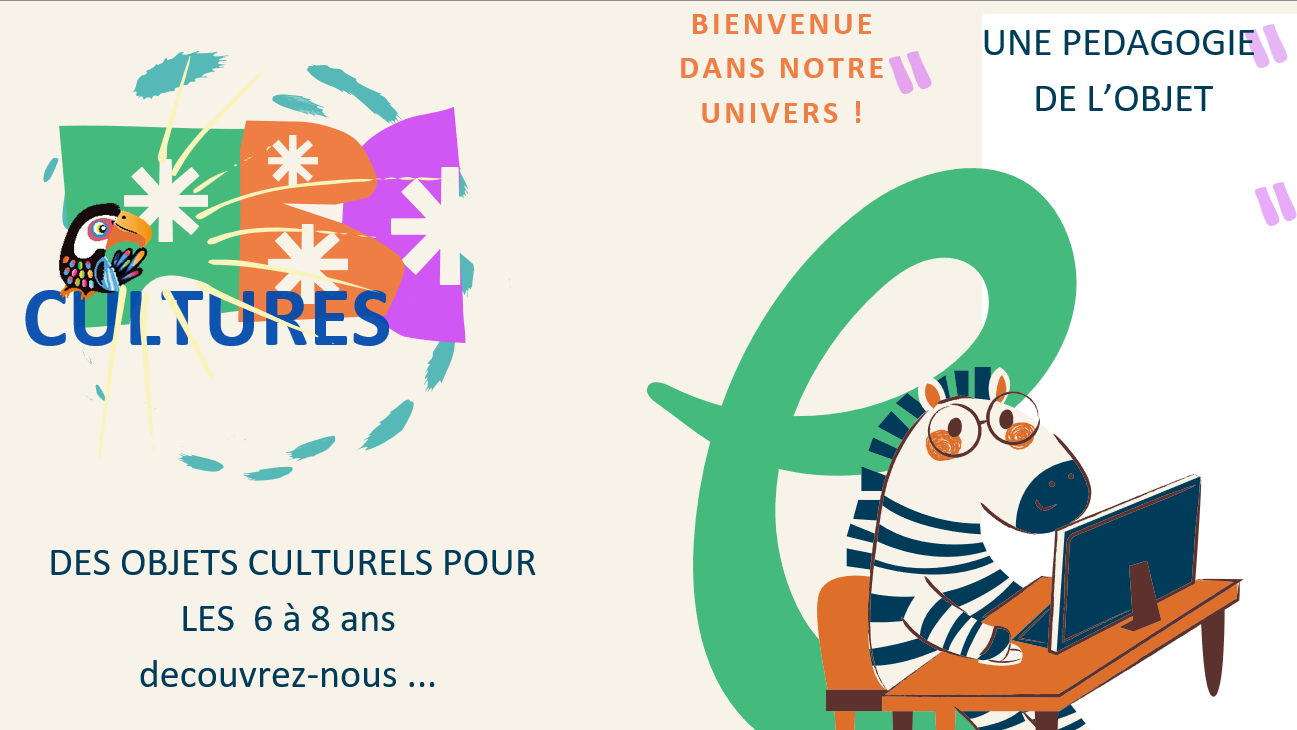 BIENVENUE
DANS NOTRE
UNIVERS !
UNE PEDAGOGIE
DE L’OBJET
CULTURES
DES OBJETS CULTURELS POUR
LES 6 à 8 ans
decouvrez-nous ...